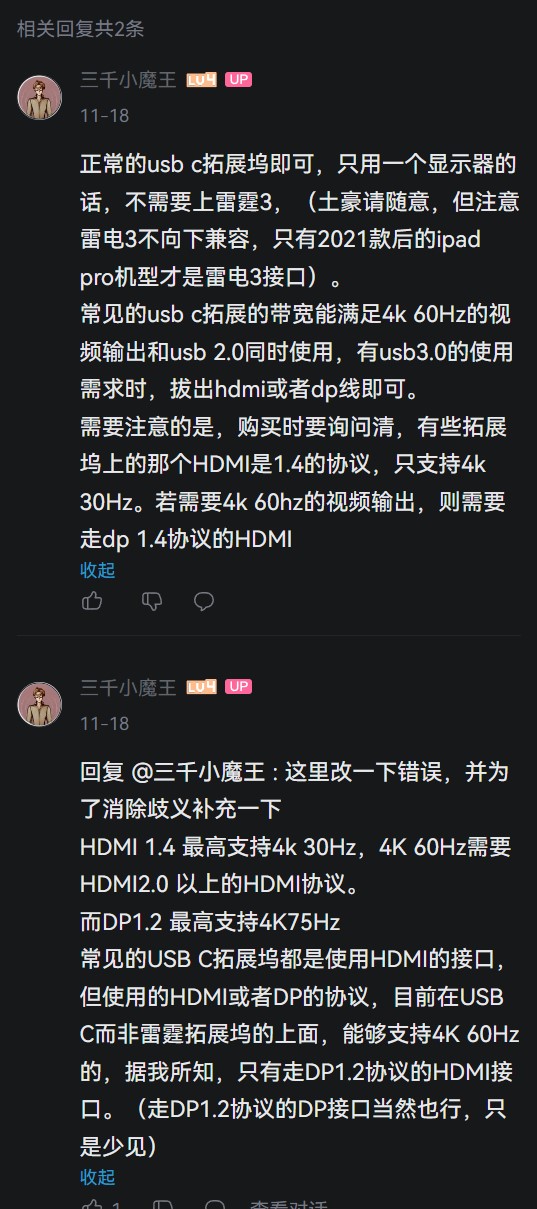 相关回复共2条
三千小魔王 LV4 UP
11-18
正常的usb c拓展坞即可，只用一个显示器的
话，不需要上雷霆3，（土豪请随意，但注意
雷电3不向下兼容，只有2021款后的ipad
pro机型才是雷电3接口）。
常见的usb c拓展的带宽能满足4k 60Hz的视
频输出和usb 2.0同时使用，有usb3.0的使用
需求时，拔出hdmi或者dp线即可。
需要注意的是，购买时要询问清，有些拓展
坞上的那个HDMI是1.4的协议，只支持4k
30Hz。若需要4k 60hz的视频输出，则需要
走dp 1.4协议的HDMI
收起
三千小魔王 LV4 UP
11-18
回复 @三千小魔王 : 这里改一下错误，并为
了消除歧义补充一下
HDMI 1.4 最高支持4k 30Hz，4K 60Hz需要
HDMI2.0 以上的HDMI协议。
而DP1.2 最高支持4K75Hz
常见的USB C拓展坞都是使用HDMI的接口，
但使用的HDMI或者DP的协议，目前在USB
C而非雷霆拓展坞的上面，能够支持4K 60Hz
的，据我所知，只有走DP1.2协议的HDMI接
口。（走DP1.2协议的DP接口当然也行，只
是少见）
收起
1 查看对话